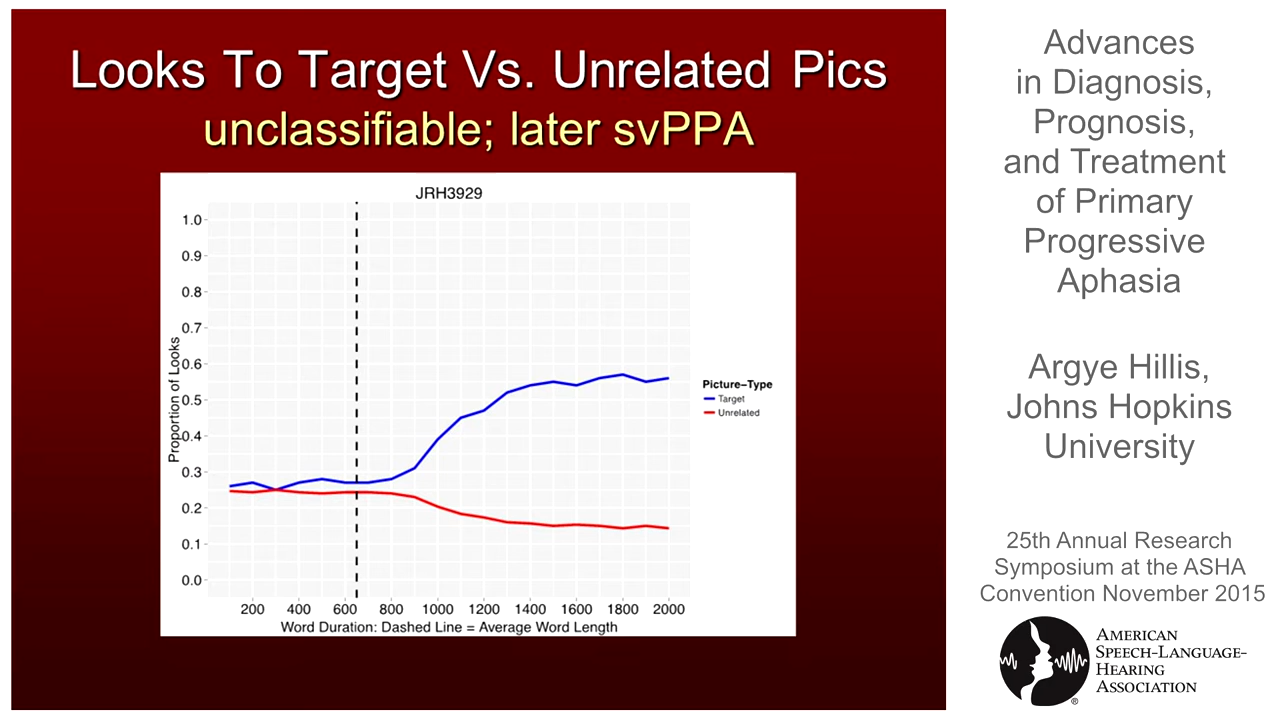 Looks To Target Vs. Unrelated Pics
unclassifiable; later svPPA
JRH3929
1.0
0.9
0.8
0.7
0.6
0.5
0.4
0.3
0.2
0.1
0.0
Proportion of Looks
200 400 600 800 1000 1200 1400 1600 1800 2000
Word Duration: Dashed Line = Average Word Length
Picture-Type
Target
Unrelated
Advances
in Diagnosis,
Prognosis,
and Treatment
of Primary
Progressive
Aphasia
Argye Hillis,
Johns Hopkins
University
25th Annual Research
Symposium at the ASHA
Convention November 2015
AMERICAN
SPEECH-LANGUAGE-
HEARING
ASSOCIATION
®